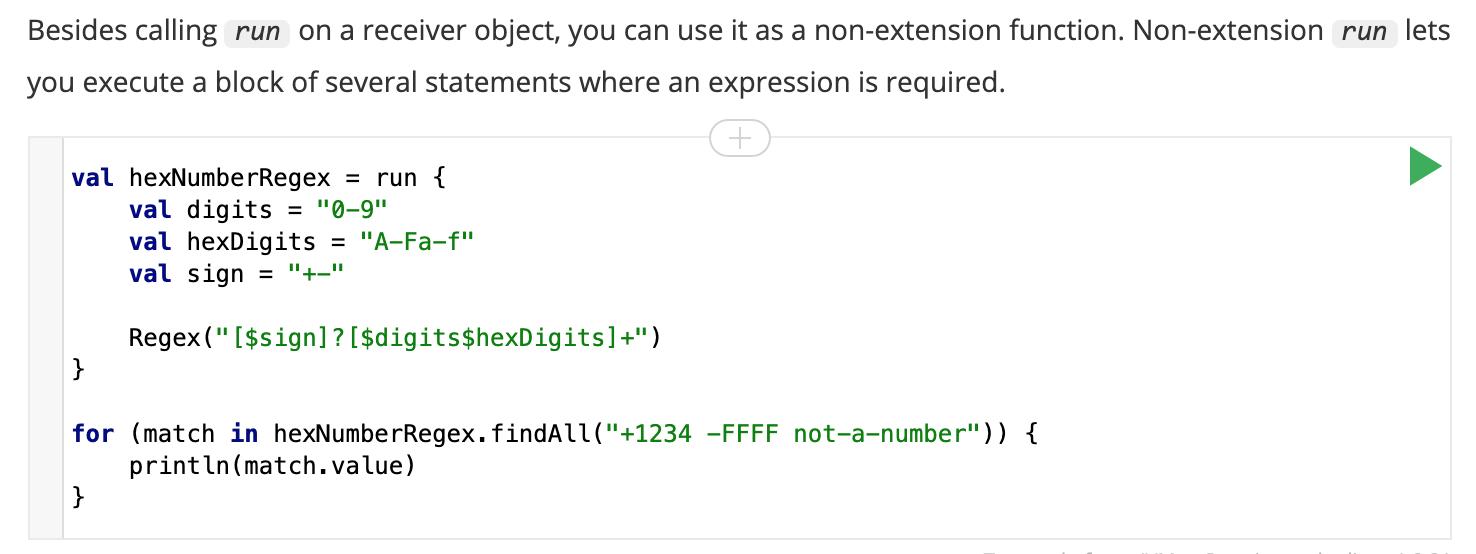 Besides calling run on a receiver object, you can use it as a non-extension function. Non-extension run lets
you execute a block of several statements where an expression is required.
val hexNumberRegex = run {
    val digits = "0-9"
    val hexDigits = "A-Fa-f"
    val sign = "+-"
    Regex("[$sign]?[$digits$hexDigits]+")
}
for (match in hexNumberRegex.findAll("+1234 -FFFF not-a-number")) {
    println(match.value)
}